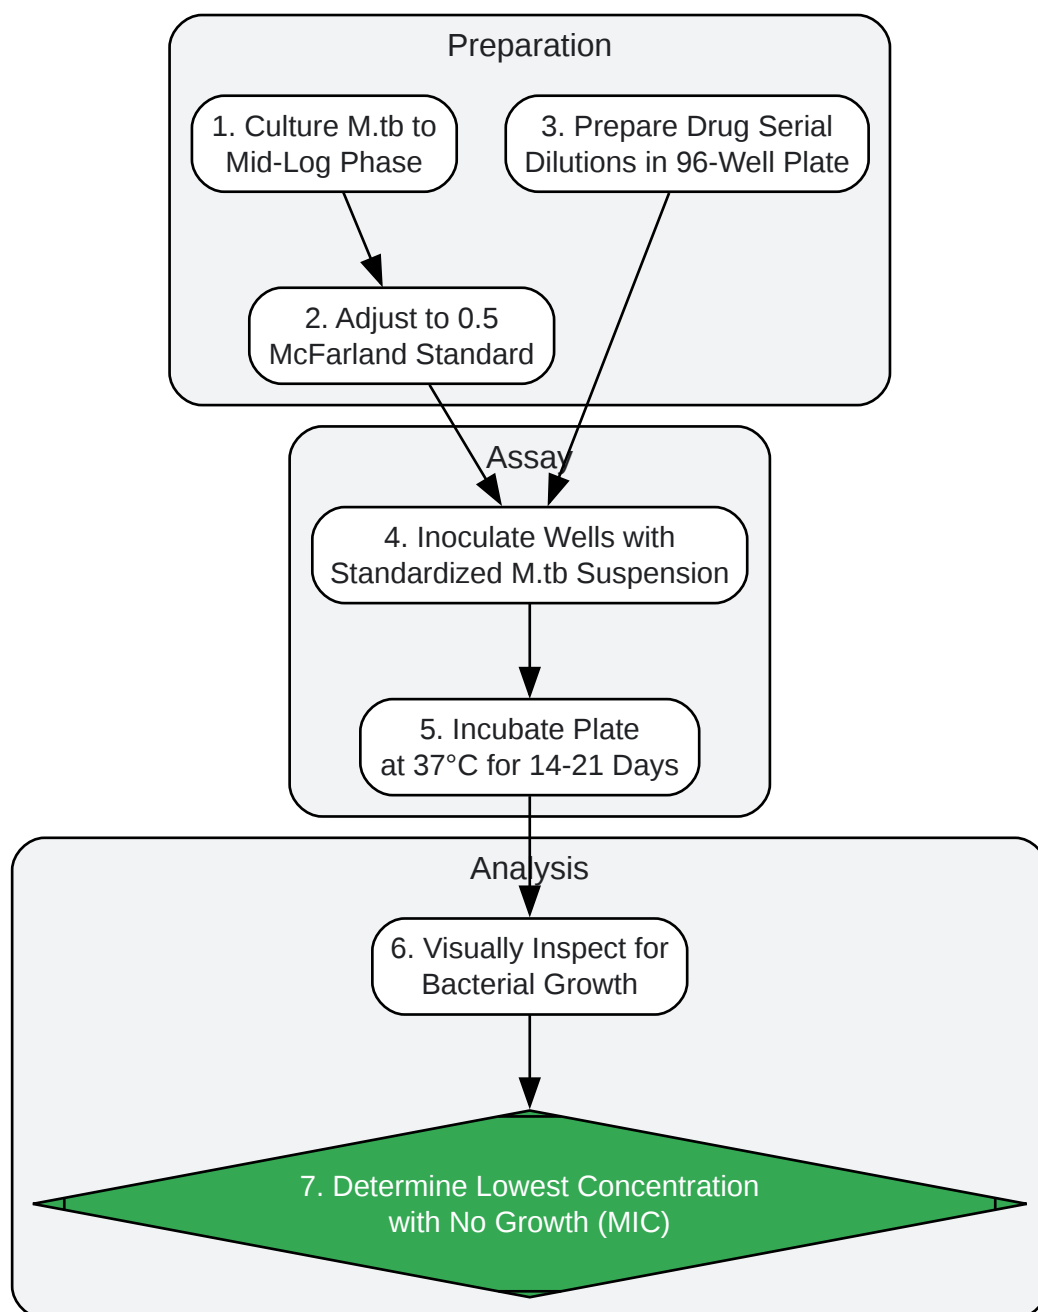 Preparation
1. Culture M.tb to
Mid-Log Phase
3. Prepare Drug Serial
Dilutions in 96-Well Plate
2. Adjust to 0.5
McFarland Standard
Assay
4. Inoculate Wells with
Standardized M.tb Suspension
5. Incubate Plate
at 37°C for 14-21 Days
Analysis
6. Visually Inspect for
Bacterial Growth
7. Determine Lowest Concentration
with No Growth (MIC)